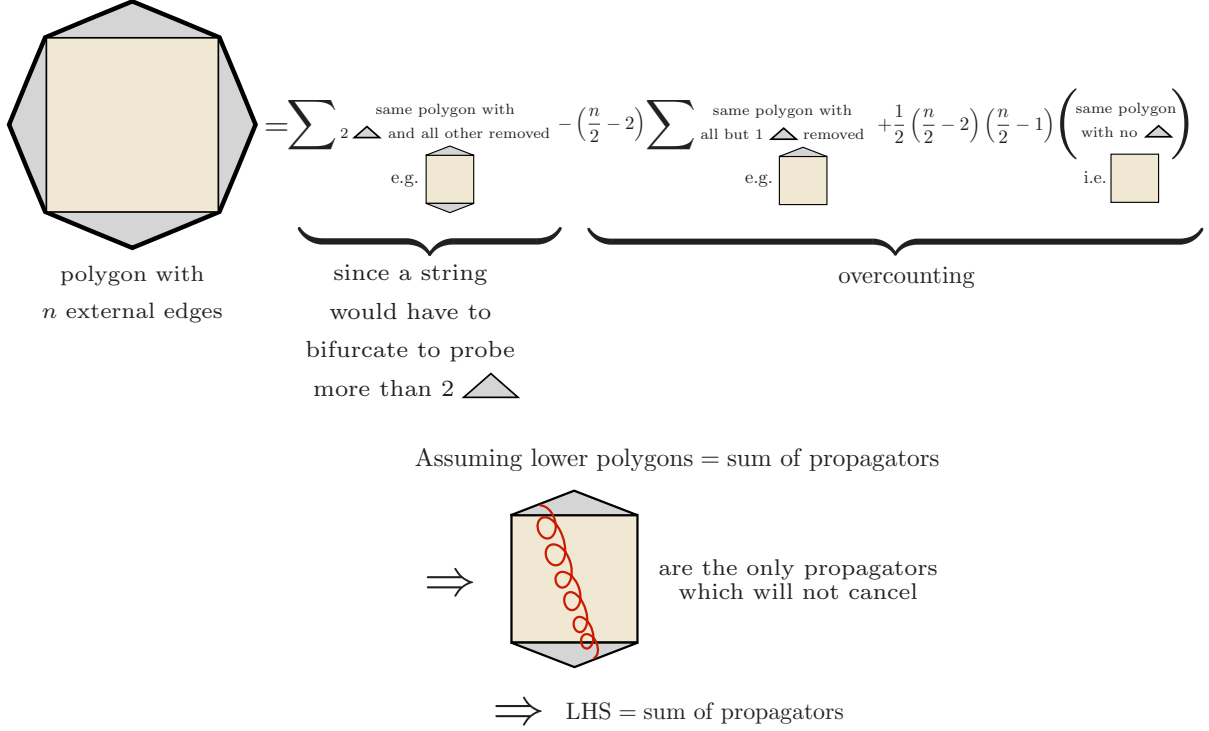 = ∑ 2 and all other removed same polygon with − (n/2 − 2) ∑ same polygon with all but 1 removed + 1/2 (n/2 − 2) (n/2 − 1) (same polygon with no )
e.g. e.g. i.e.
polygon with
n external edges
since a string
would have to
bifurcate to probe
more than 2
overcounting
Assuming lower polygons = sum of propagators
⇒ are the only propagators
which will not cancel
⇒ LHS = sum of propagators